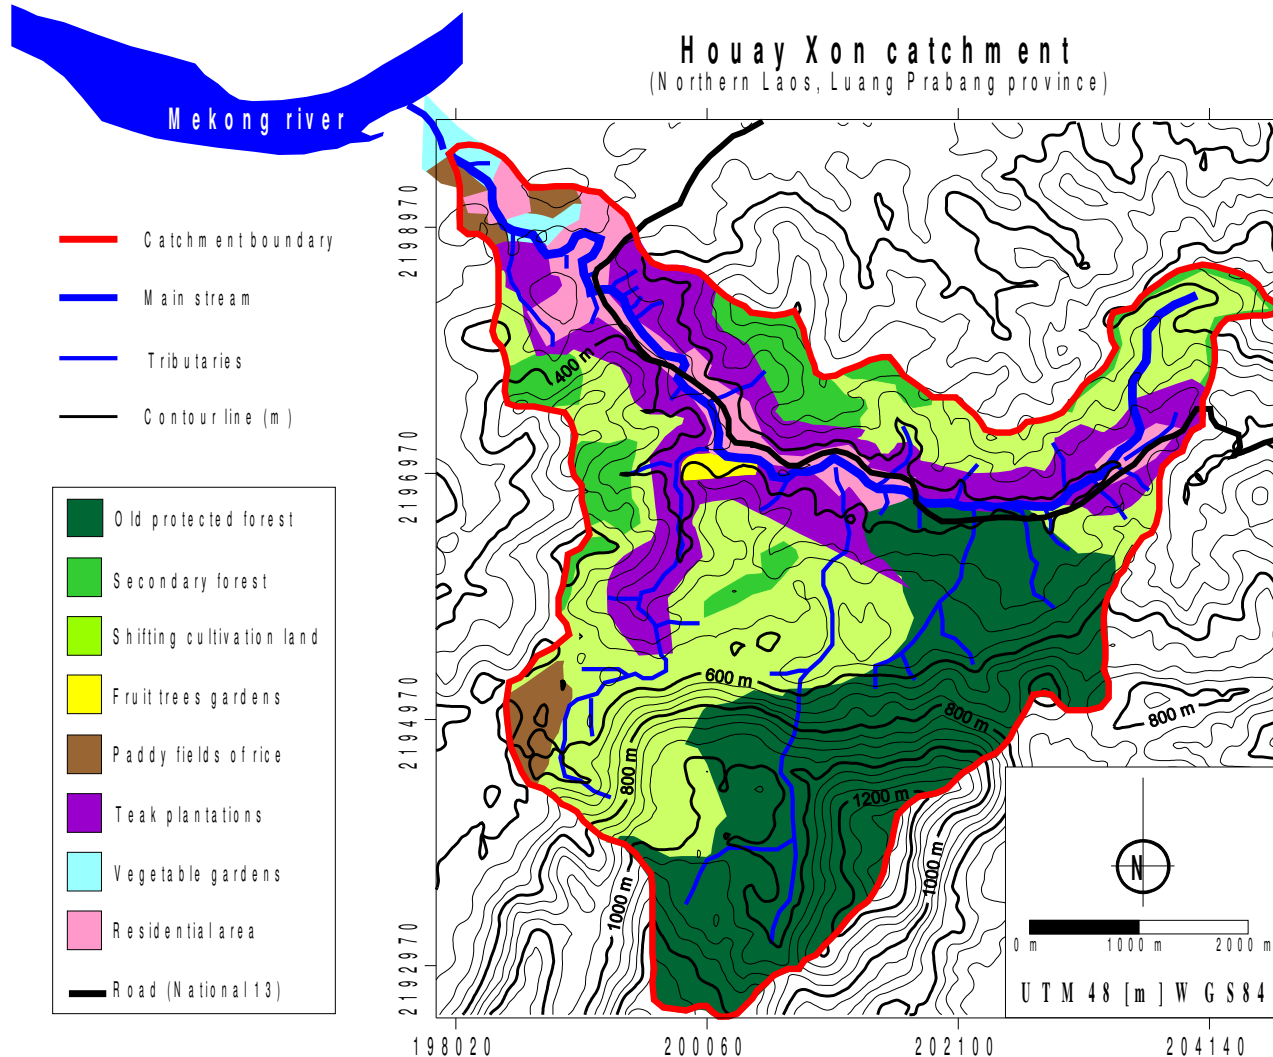 Houay Xon catchment
(Northern Laos, Luang Prabang province)
Mekong river
Catchment boundary
Main stream
Tributaries
Contour line (m)
Old protected forest
Secondary forest
Shifting cultivation land
Fruit trees gardens
Paddy fields of rice
Teak plantations
Vegetable gardens
Residential area
Road (National 13)
2198970
2196970
2194970
2192970
400 m
600 m
800 m
800 m
800 m
1200 m
1000 m
1000 m
N
0 m 1000 m 2000 m
UTM 48 [m] WGS84
198020 200060 202100 204140